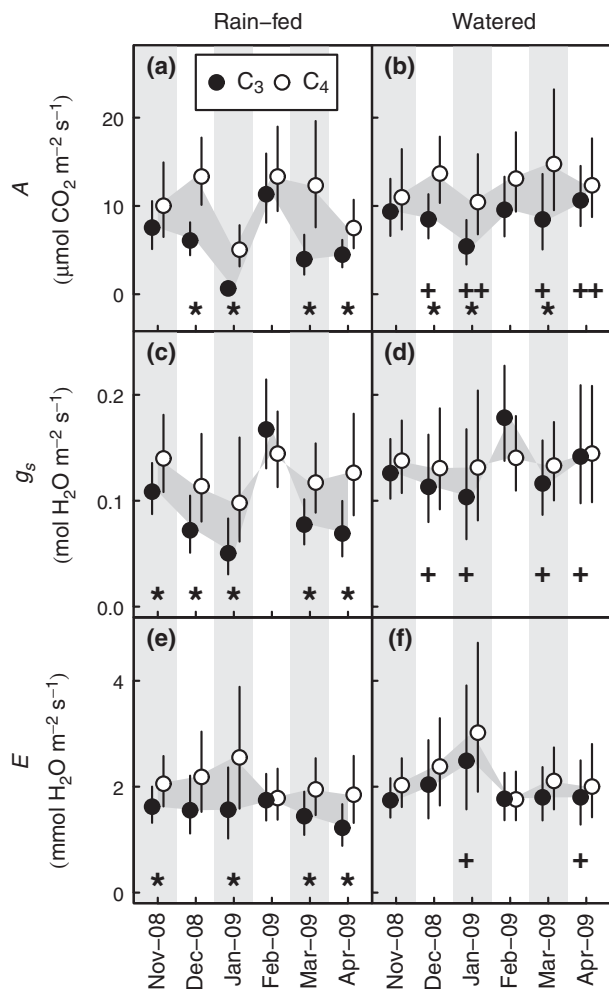 Rain–fed
Watered
(a)
C3
C4
(b)
A
(μmol CO2 m−2 s−1)
20
10
0
*
*
*
*
+
++
+
++
*
*
*
(c)
(d)
gs
(mol H2O m−2 s−1)
0.2
0.1
0.0
*
*
*
*
*
+
+
+
+
(e)
(f)
E
(mmol H2O m−2 s−1)
4
2
0
*
*
*
*
+
+
Nov–08
Dec–08
Jan–09
Feb–09
Mar–09
Apr–09
Nov–08
Dec–08
Jan–09
Feb–09
Mar–09
Apr–09